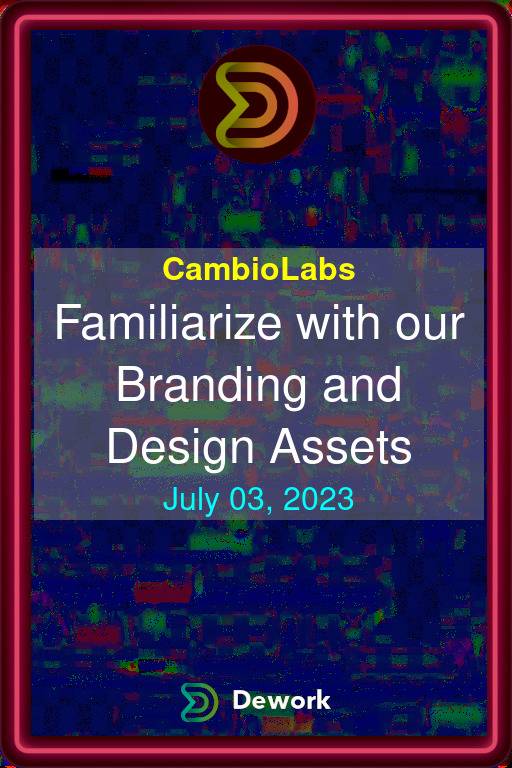 CambioLabs
Familiarize with our
Branding and
Design Assets
July 03, 2023
Dework